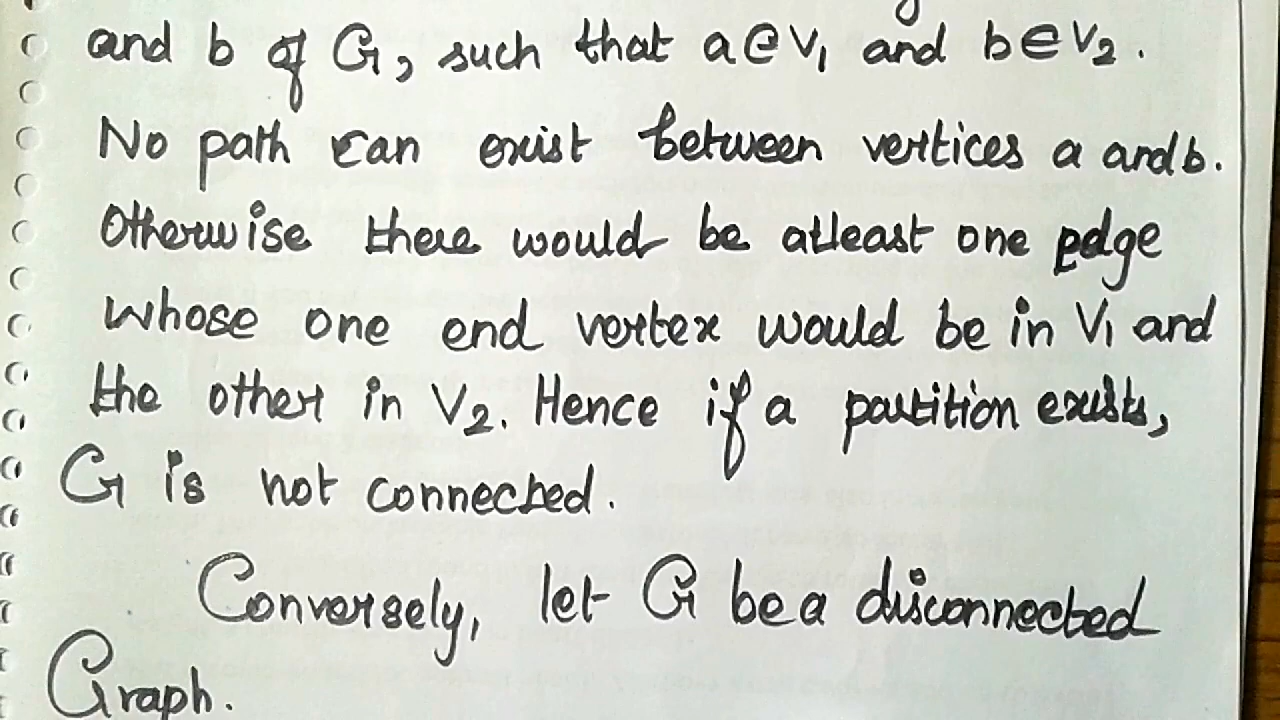 and b of G, such that a ∈ V1 and b ∈ V2.
No path can exist between vertices a and b.
Otherwise there would be atleast one edge
whose one end vertex would be in V1 and
the other in V2. Hence if a partition exists,
G is not connected.
Conversely, let G be a disconnected
Graph.